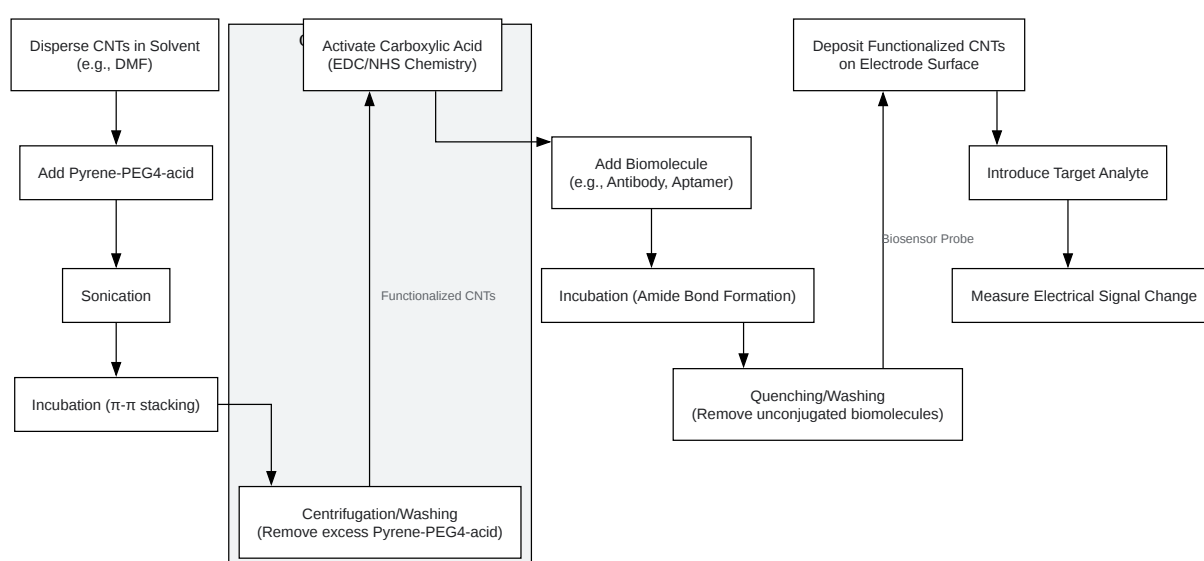 Disperse CNTs in Solvent
(e.g., DMF)
Add Pyrene-PEG4-acid
Sonication
Incubation (π-π stacking)
Centrifugation/Washing
(Remove excess Pyrene-PEG4-acid)
Functionalized CNTs
Activate Carboxylic Acid
(EDC/NHS Chemistry)
Add Biomolecule
(e.g., Antibody, Aptamer)
Incubation (Amide Bond Formation)
Quenching/Washing
(Remove unconjugated biomolecules)
Biosensor Probe
Deposit Functionalized CNTs
on Electrode Surface
Introduce Target Analyte
Measure Electrical Signal Change